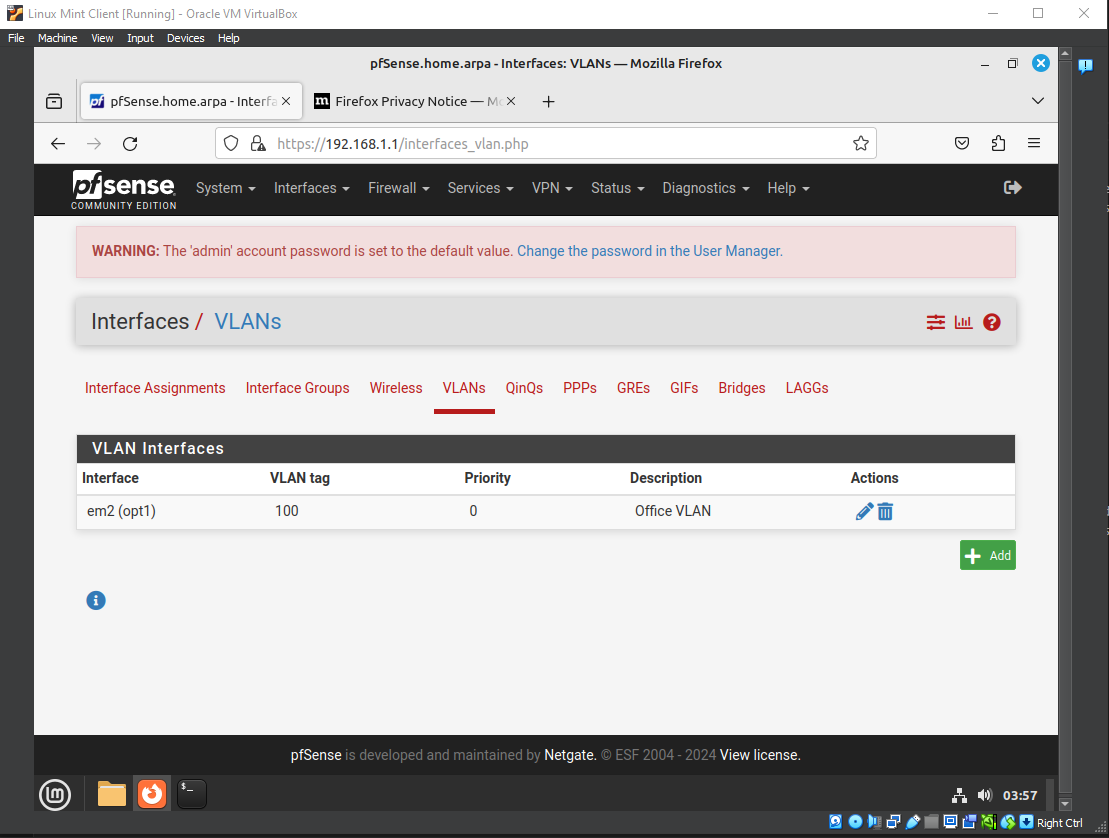 Linux Mint Client [Running] - Oracle VM VirtualBox
File Machine View Input Devices Help
pfSense.home.arpa - Interfaces: VLANs — Mozilla Firefox
pf pfSense.home.arpa - Interfa
m Firefox Privacy Notice — Mo
https://192.168.1.1/interfaces_vlan.php
pfsense
COMMUNITY EDITION
System Interfaces Firewall Services VPN Status Diagnostics Help
WARNING: The 'admin' account password is set to the default value. Change the password in the User Manager.
Interfaces / VLANs
Interface Assignments Interface Groups Wireless VLANs QinQs PPPs GREs GIFs Bridges LAGGs
VLAN Interfaces
Interface VLAN tag Priority Description Actions
em2 (opt1) 100 0 Office VLAN
Add
pfSense is developed and maintained by Netgate. © ESF 2004 - 2024 View license.
03:57
Right Ctrl